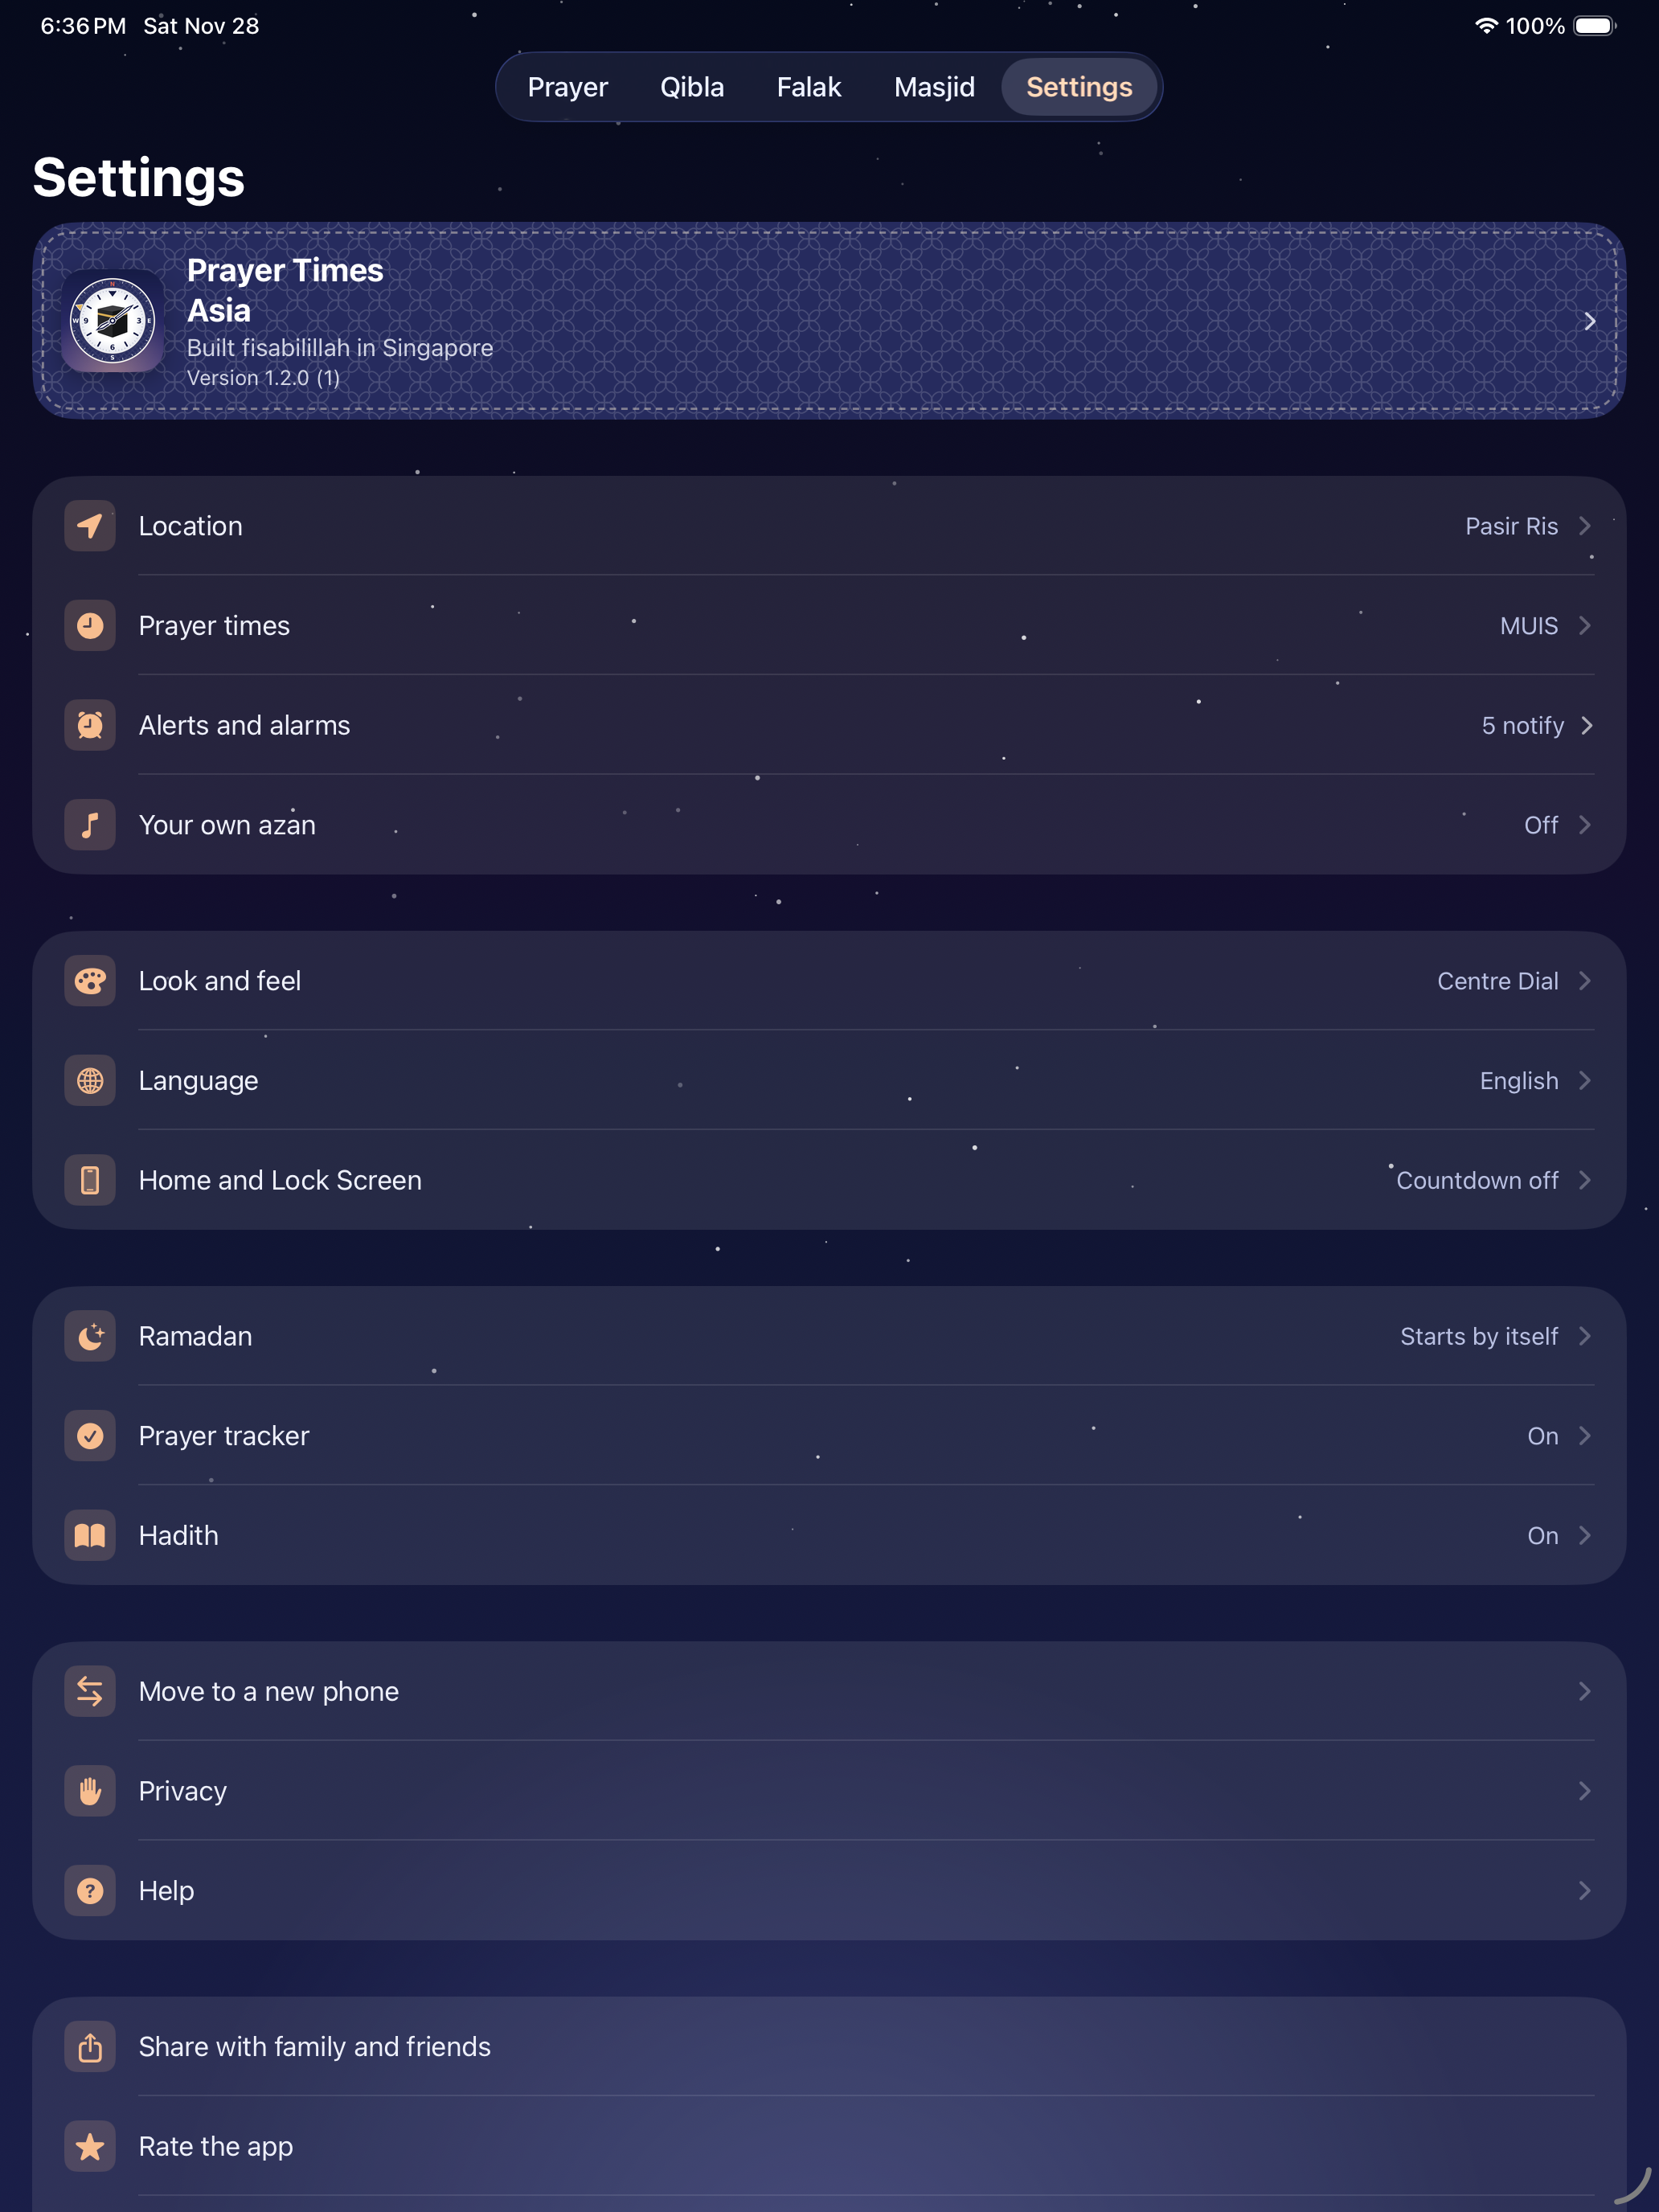 6:36 PM Sat Nov 28
100%
Prayer Qibla Falak Masjid Settings
Settings
Prayer Times
Asia
Built fisabilillah in Singapore
Version 1.2.0 (1)
Location Pasir Ris
Prayer times MUIS
Alerts and alarms 5 notify
Your own azan Off
Look and feel Centre Dial
Language English
Home and Lock Screen Countdown off
Ramadan Starts by itself
Prayer tracker On
Hadith On
Move to a new phone
Privacy
Help
Share with family and friends
Rate the app